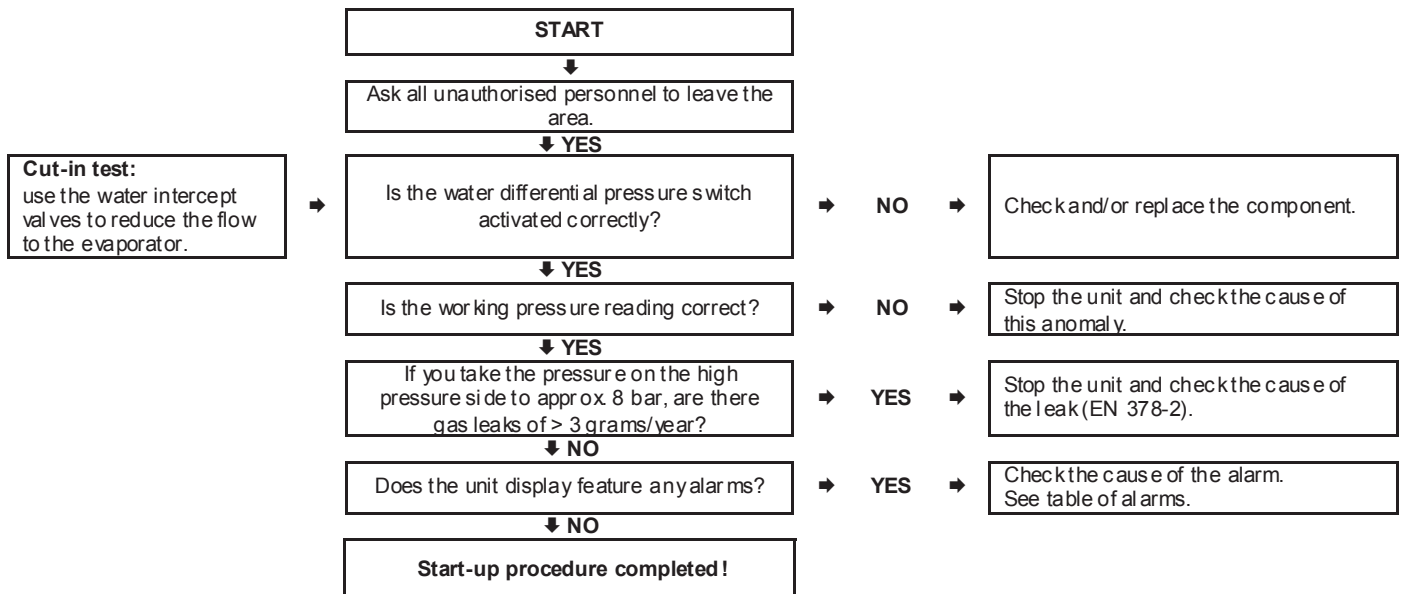 START
Ask all unauthorised personnel to leave the
area.
YES
Cut-in test:
use the water intercept
valves to reduce the flow
to the evaporator.
Is the water differential pressure switch
activated correctly?
NO
Check and/or replace the component.
YES
Is the working pressure reading correct?
NO
Stop the unit and check the cause of
this anomaly.
YES
If you take the pressure on the high
pressure side to approx. 8 bar, are there
gas leaks of > 3 grams/year?
YES
Stop the unit and check the cause of
the leak (EN 378-2).
NO
Does the unit display feature any alarms?
YES
Check the cause of the alarm.
See table of alarms.
NO
Start-up procedure completed!